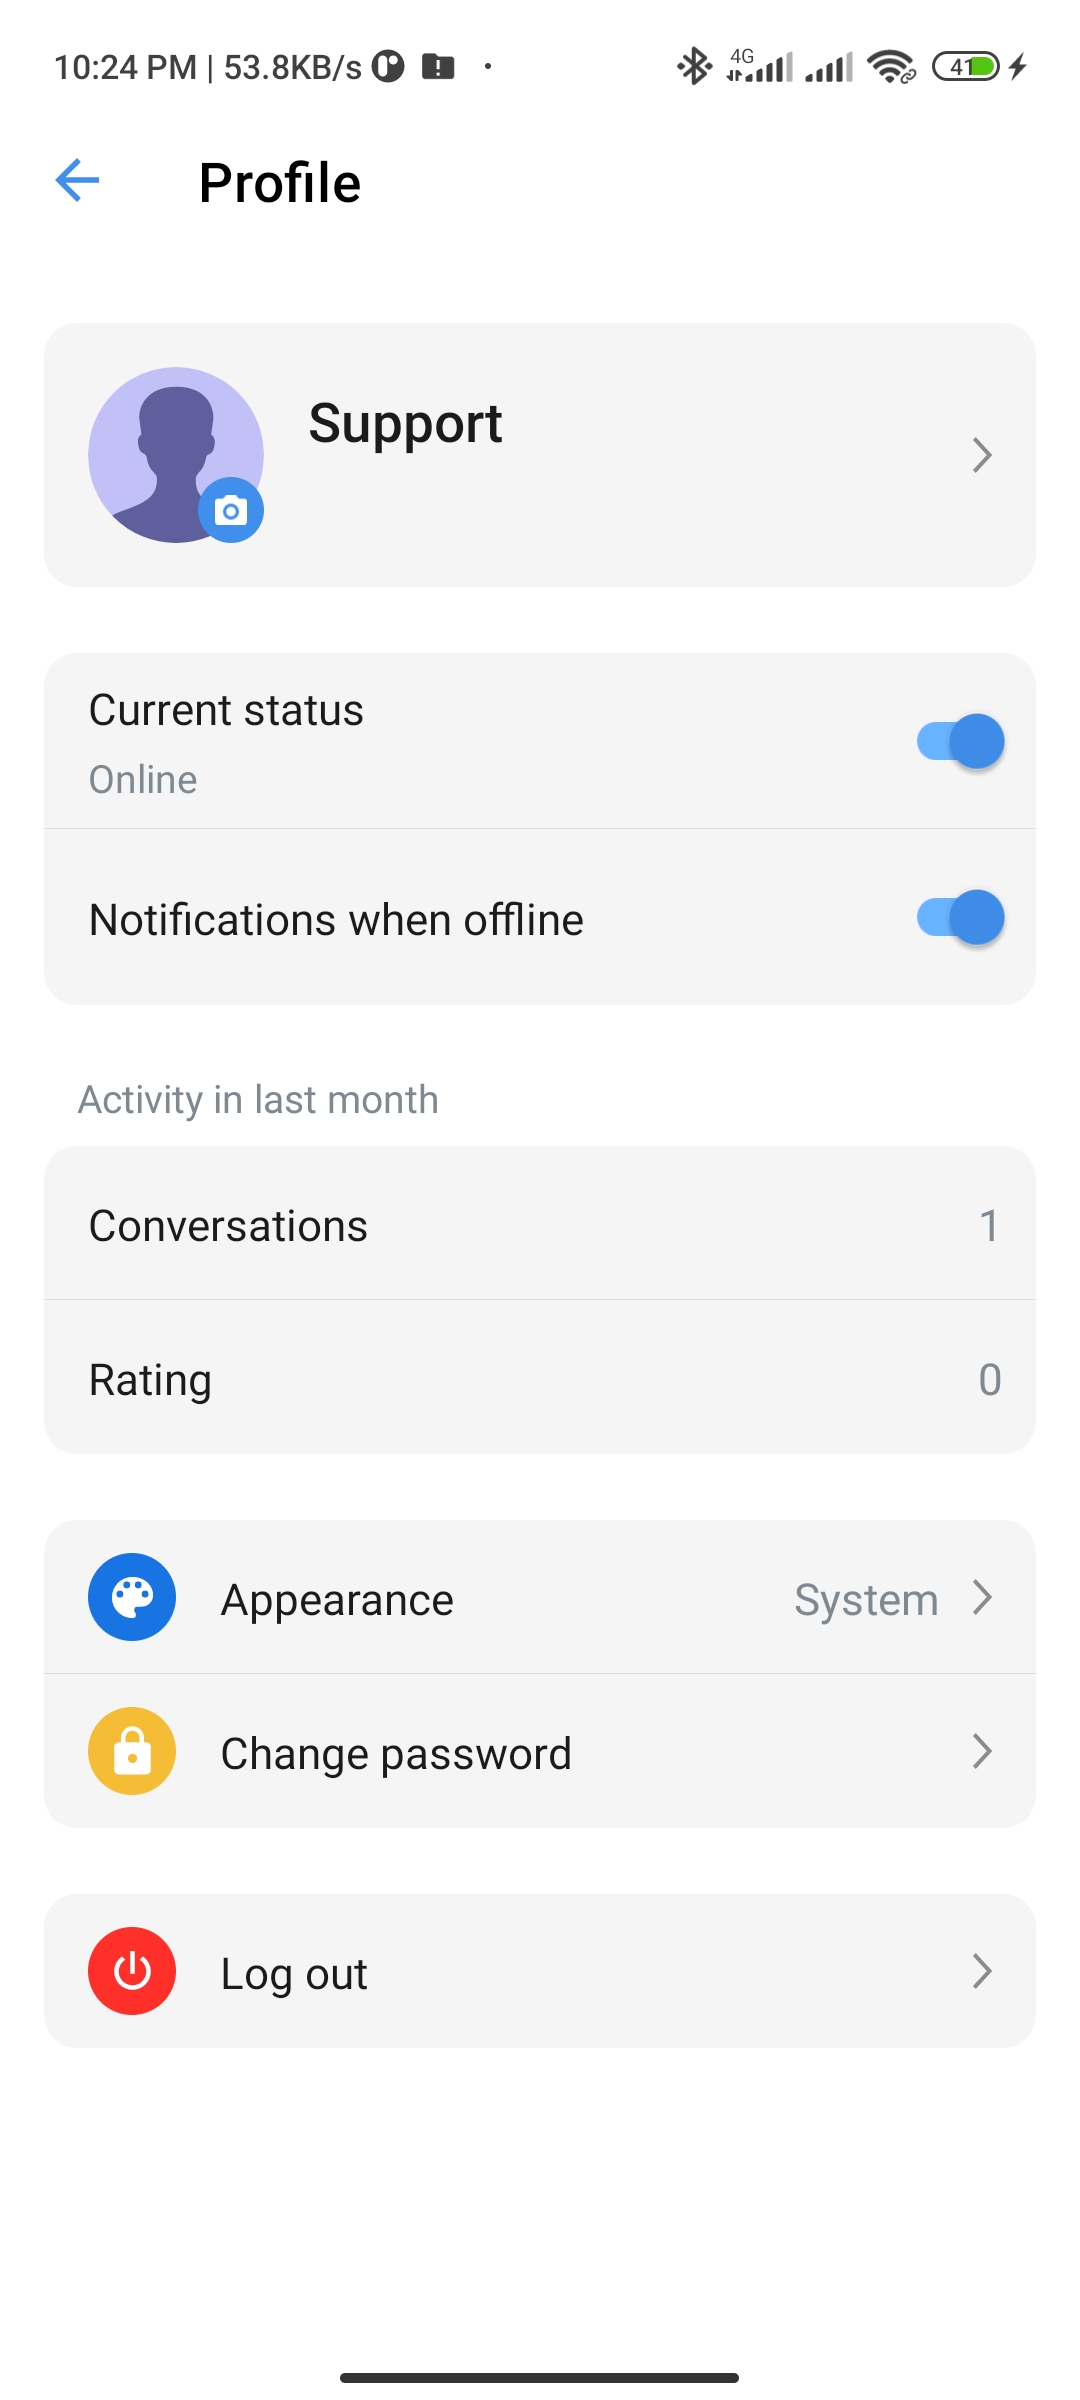 10:24 PM | 53.8KB/s 4G 41
Profile
Support
Current status
Online
Notifications when offline
Activity in last month
Conversations 1
Rating 0
Appearance System
Change password
Log out